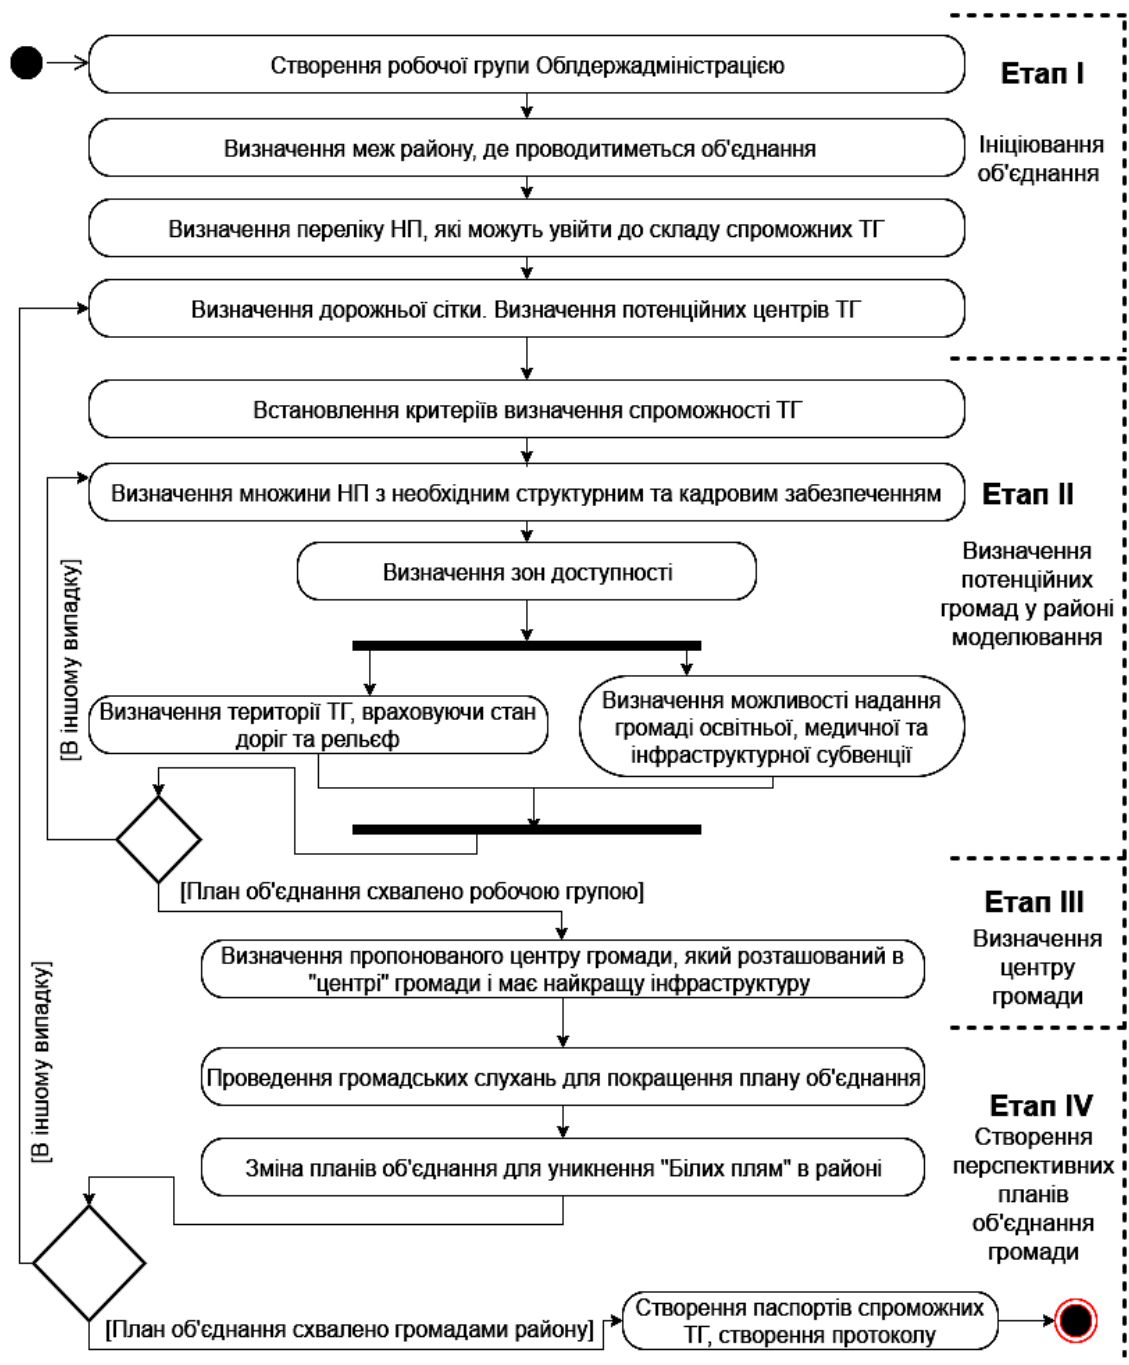 Створення робочої групи Облдержадміністрацією
Етап I
Визначення меж району, де проводитиметься об'єднання
Ініціювання
об'єднання
Визначення переліку НП, які можуть увійти до складу спроможних ТГ
Визначення дорожньої сітки. Визначення потенційних центрів ТГ
Встановлення критеріїв визначення спроможності ТГ
Визначення множини НП з необхідним структурним та кадровим забезпеченням
Етап II
Визначення
потенційних
громад у районі
моделювання
Визначення зон доступності
[В іншому випадку]
Визначення території ТГ, враховуючи стан
доріг та рельєф
Визначення можливості надання
громаді освітньої, медичної та
інфраструктурної субвенції
[План об'єднання схвалено робочою групою]
Етап III
Визначення
центру
громади
Визначення пропонованого центру громади, який розташований в
"центрі" громади і має найкращу інфраструктуру
[В іншому випадку]
Проведення громадських слухань для покращення плану об'єднання
Етап IV
Створення
перспективних
планів
об'єднання
громади
Зміна планів об'єднання для уникнення "Білих плям" в районі
[План об'єднання схвалено громадами району]
Створення паспортів спроможних
ТГ, створення протоколу